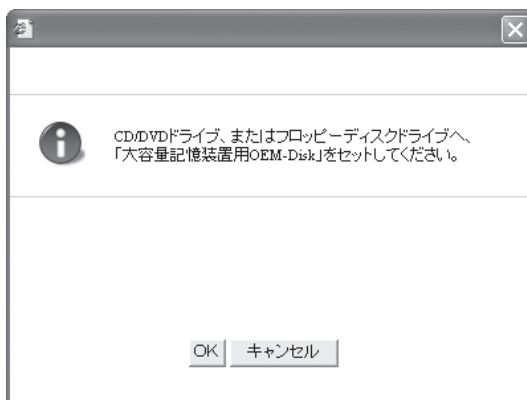 CD/DVDドライブ、またはフロッピーディスクドライブへ、
「大容量記憶装置用OEM-Disk」をセットしてください。
OK キャンセル